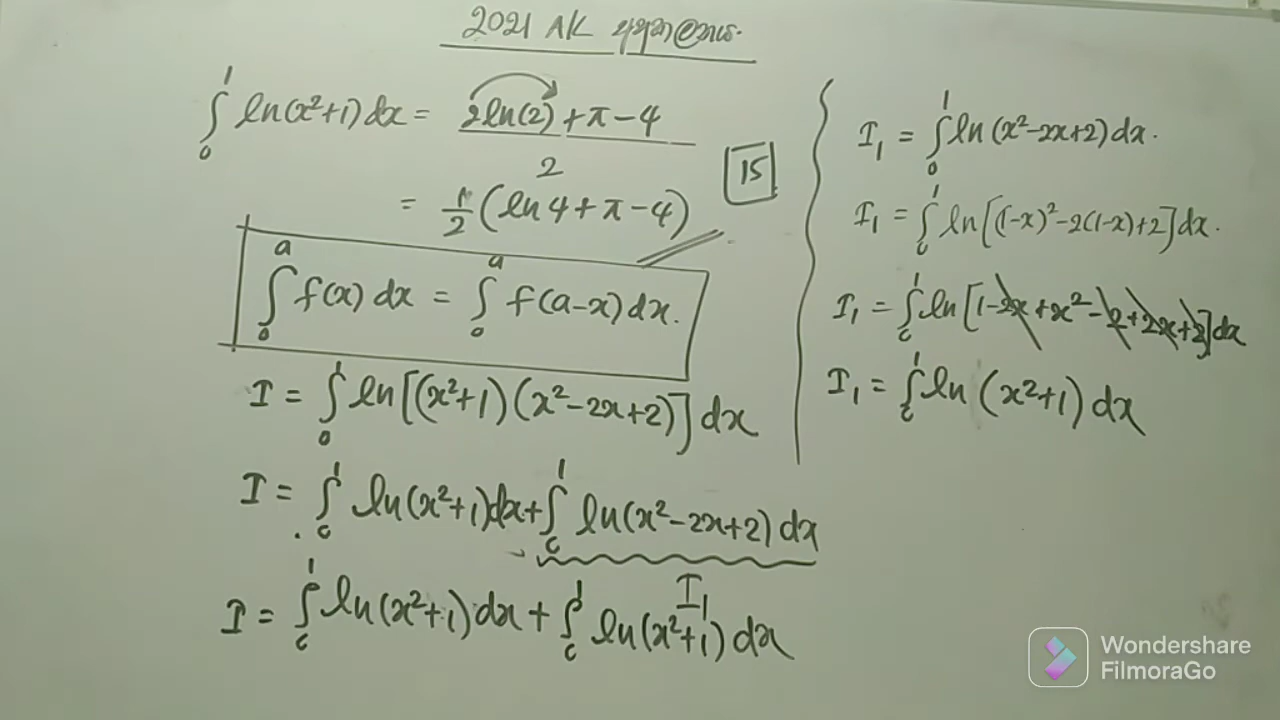 2021 AK
∫₀¹ ln(x²+1) dx = (2ln(2) + π - 4) / 2
= 1/2 (ln 4 + π - 4)
15
∫₀ᵃ f(x) dx = ∫₀ᵃ f(a-x) dx.
I = ∫₀¹ ln[(x²+1)(x²-2x+2)] dx
I = ∫₀¹ ln(x²+1)dx + ∫₀¹ ln(x²-2x+2) dx
I₁
I = ∫₀¹ ln(x²+1) dx + ∫₀¹ ln(x²+1) dx
I₁ = ∫₀¹ ln(x²-2x+2) dx.
I₁ = ∫₀¹ ln[(1-x)²-2(1-x)+2] dx.
I₁ = ∫₀¹ ln[1-2x+x²-2+2x+2] dx
I₁ = ∫₀¹ ln(x²+1) dx
Wondershare
FilmoraGo